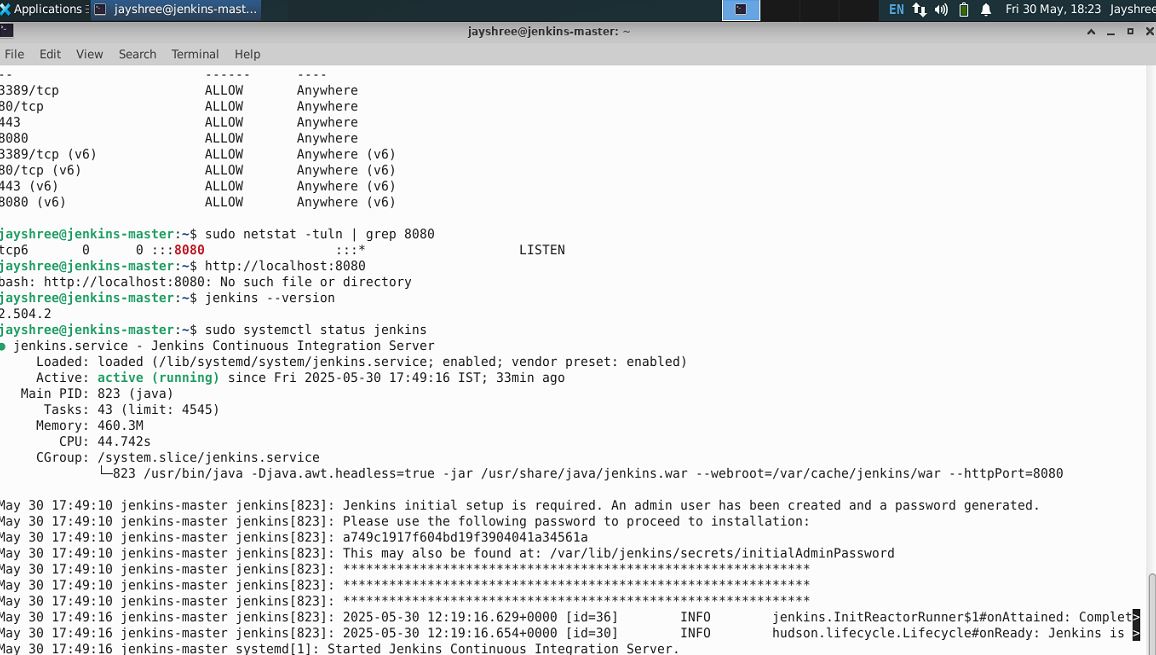 Applications
jayshree@jenkins-mast...
EN
Fri 30 May, 18:23
Jayshree
jayshree@jenkins-master: ~
File Edit View Search Terminal Help
-- ------ ----
3389/tcp ALLOW Anywhere
80/tcp ALLOW Anywhere
443 ALLOW Anywhere
8080 ALLOW Anywhere
3389/tcp (v6) ALLOW Anywhere (v6)
80/tcp (v6) ALLOW Anywhere (v6)
443 (v6) ALLOW Anywhere (v6)
8080 (v6) ALLOW Anywhere (v6)
jayshree@jenkins-master:~$ sudo netstat -tuln | grep 8080
tcp6 0 0 :::8080 :::* LISTEN
jayshree@jenkins-master:~$ http://localhost:8080
bash: http://localhost:8080: No such file or directory
jayshree@jenkins-master:~$ jenkins --version
2.504.2
jayshree@jenkins-master:~$ sudo systemctl status jenkins
● jenkins.service - Jenkins Continuous Integration Server
Loaded: loaded (/lib/systemd/system/jenkins.service; enabled; vendor preset: enabled)
Active: active (running) since Fri 2025-05-30 17:49:16 IST; 33min ago
Main PID: 823 (java)
Tasks: 43 (limit: 4545)
Memory: 460.3M
CPU: 44.742s
CGroup: /system.slice/jenkins.service
└─823 /usr/bin/java -Djava.awt.headless=true -jar /usr/share/java/jenkins.war --webroot=/var/cache/jenkins/war --httpPort=8080
May 30 17:49:10 jenkins-master jenkins[823]: Jenkins initial setup is required. An admin user has been created and a password generated.
May 30 17:49:10 jenkins-master jenkins[823]: Please use the following password to proceed to installation:
May 30 17:49:10 jenkins-master jenkins[823]: a749c1917f604bd19f3904041a34561a
May 30 17:49:10 jenkins-master jenkins[823]: This may also be found at: /var/lib/jenkins/secrets/initialAdminPassword
May 30 17:49:10 jenkins-master jenkins[823]: *************************************************************
May 30 17:49:10 jenkins-master jenkins[823]: *************************************************************
May 30 17:49:10 jenkins-master jenkins[823]: *************************************************************
May 30 17:49:16 jenkins-master jenkins[823]: 2025-05-30 12:19:16.629+0000 [id=36] INFO jenkins.InitReactorRunner$1#onAttained: Complet>
May 30 17:49:16 jenkins-master jenkins[823]: 2025-05-30 12:19:16.654+0000 [id=30] INFO hudson.lifecycle.Lifecycle#onReady: Jenkins is >
May 30 17:49:16 jenkins-master systemd[1]: Started Jenkins Continuous Integration Server.